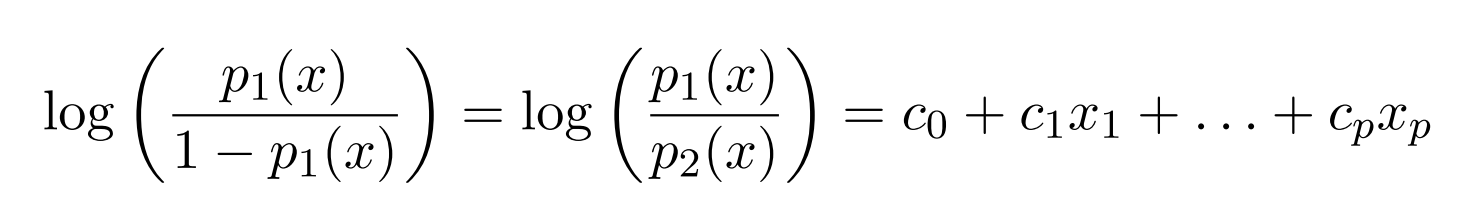 log(p₁(x) / (1 − p₁(x))) = log(p₁(x) / p₂(x)) = c₀ + c₁x₁ + … + cₚxₚ